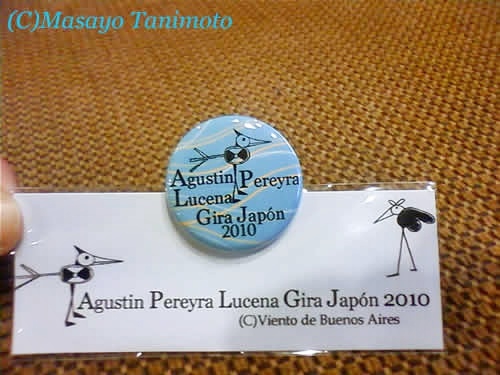 (C)Masayo Tanimoto
Agustin Pereyra
Lucena
Gira Japón
2010
Agustin Pereyra Lucena Gira Japón 2010
(C)Viento de Buenos Aires